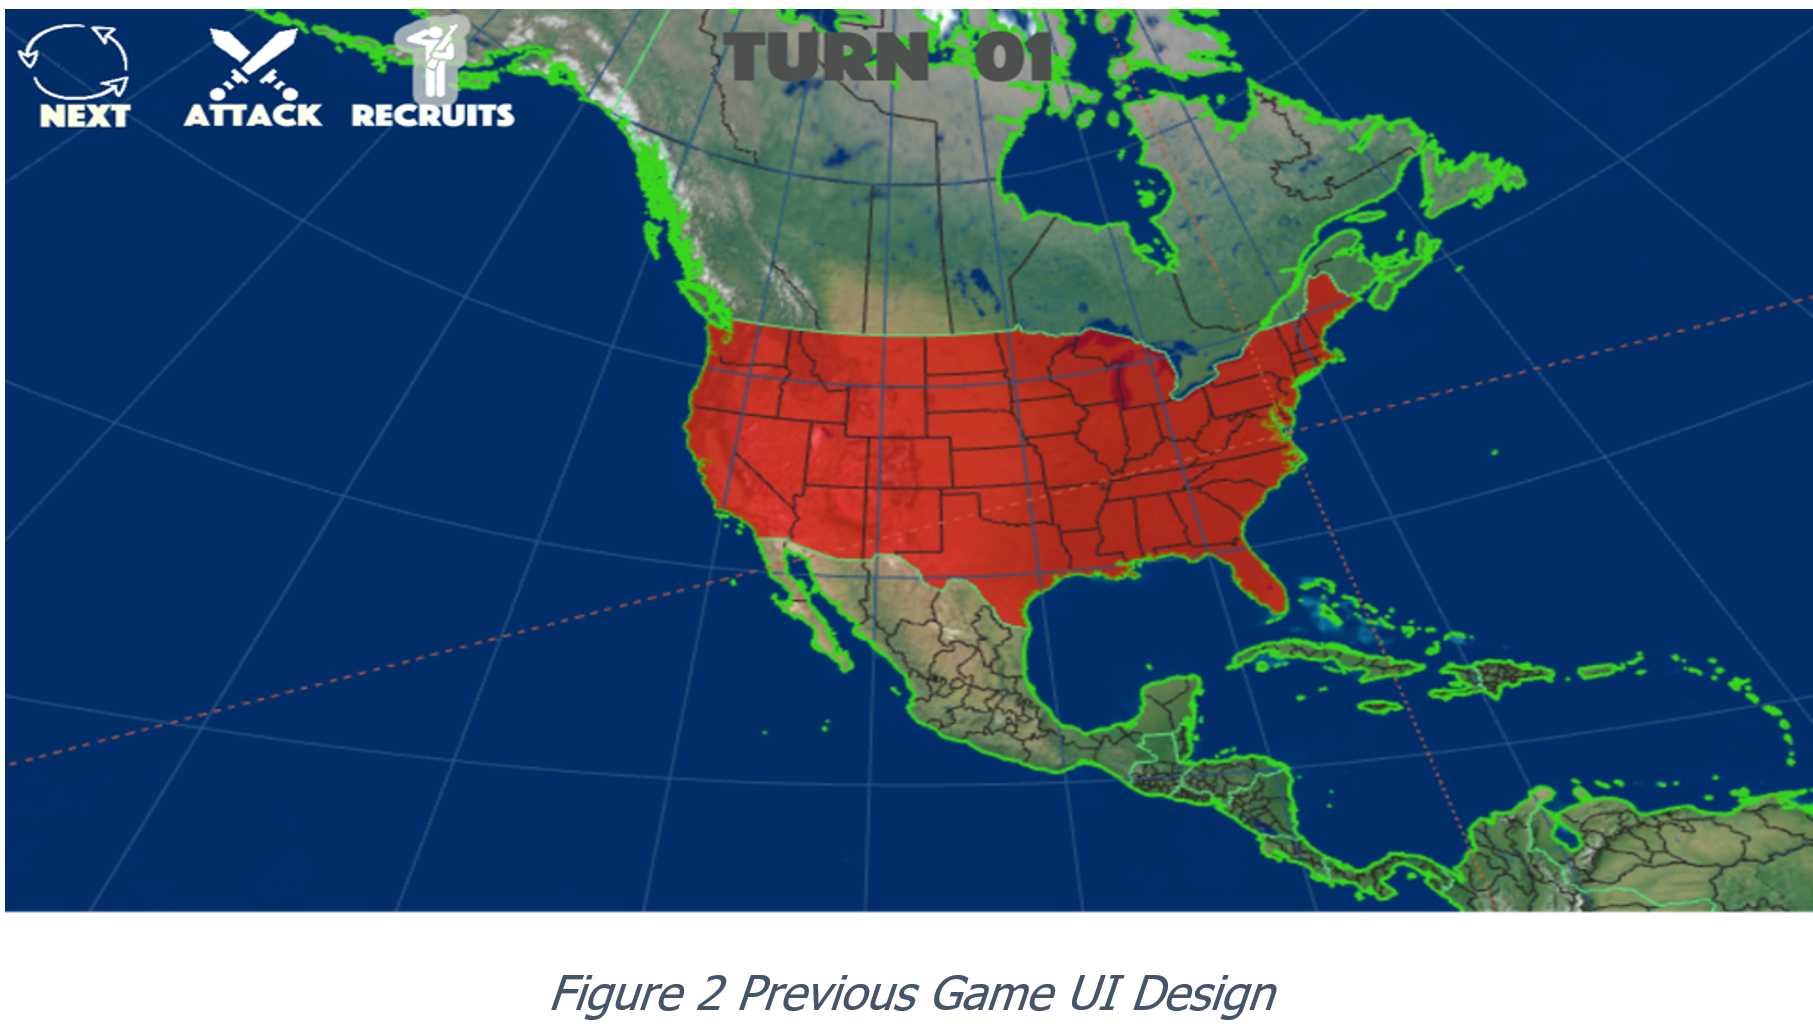 TURN 01
NEXT
ATTACK
RECRUITS
Figure 2 Previous Game UI Design